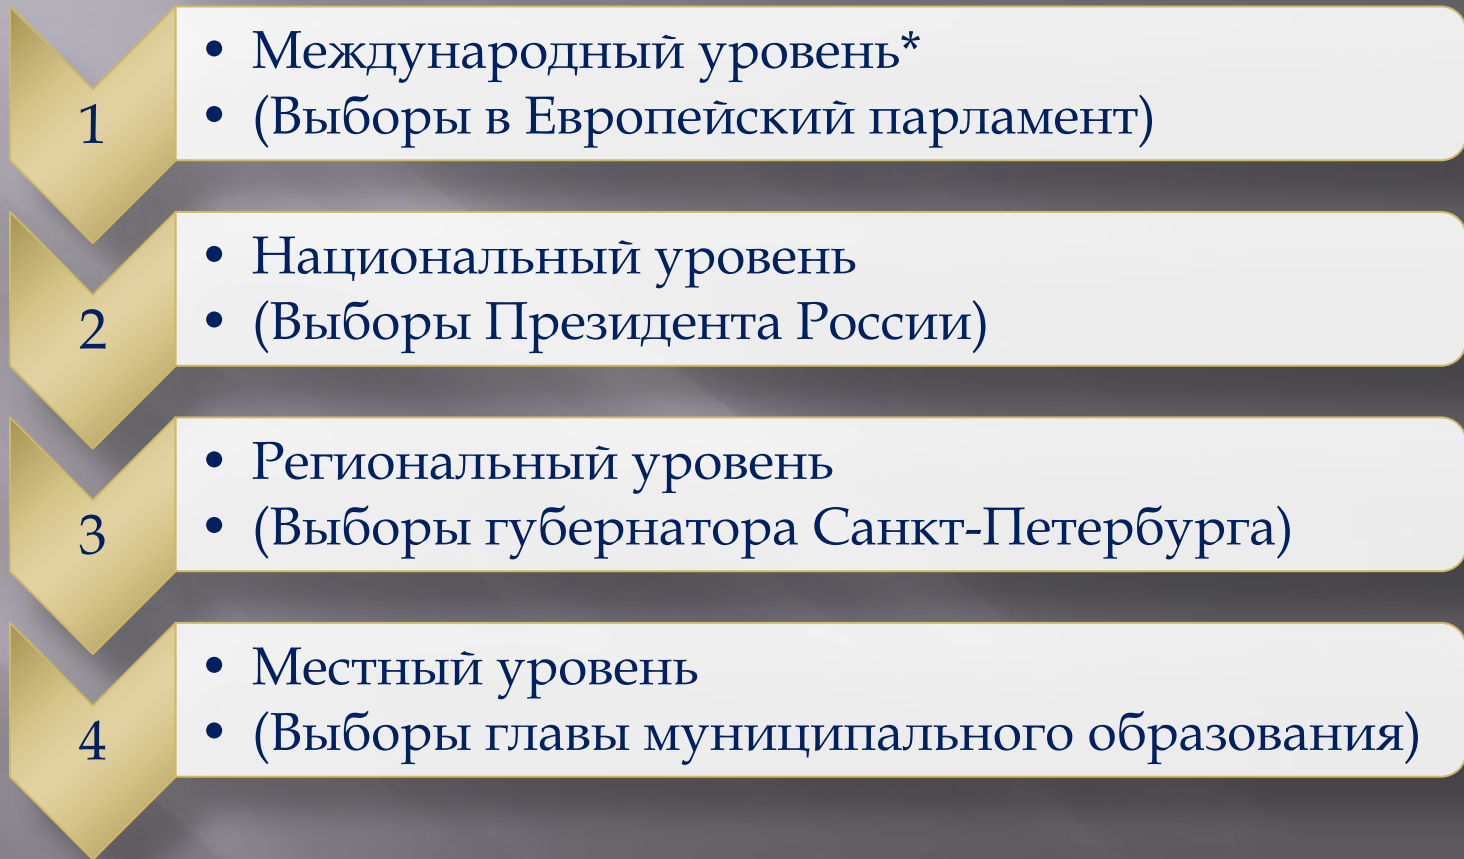 1
• Международный уровень*
• (Выборы в Европейский парламент)
2
• Национальный уровень
• (Выборы Президента России)
3
• Региональный уровень
• (Выборы губернатора Санкт-Петербурга)
4
• Местный уровень
• (Выборы главы муниципального образования)